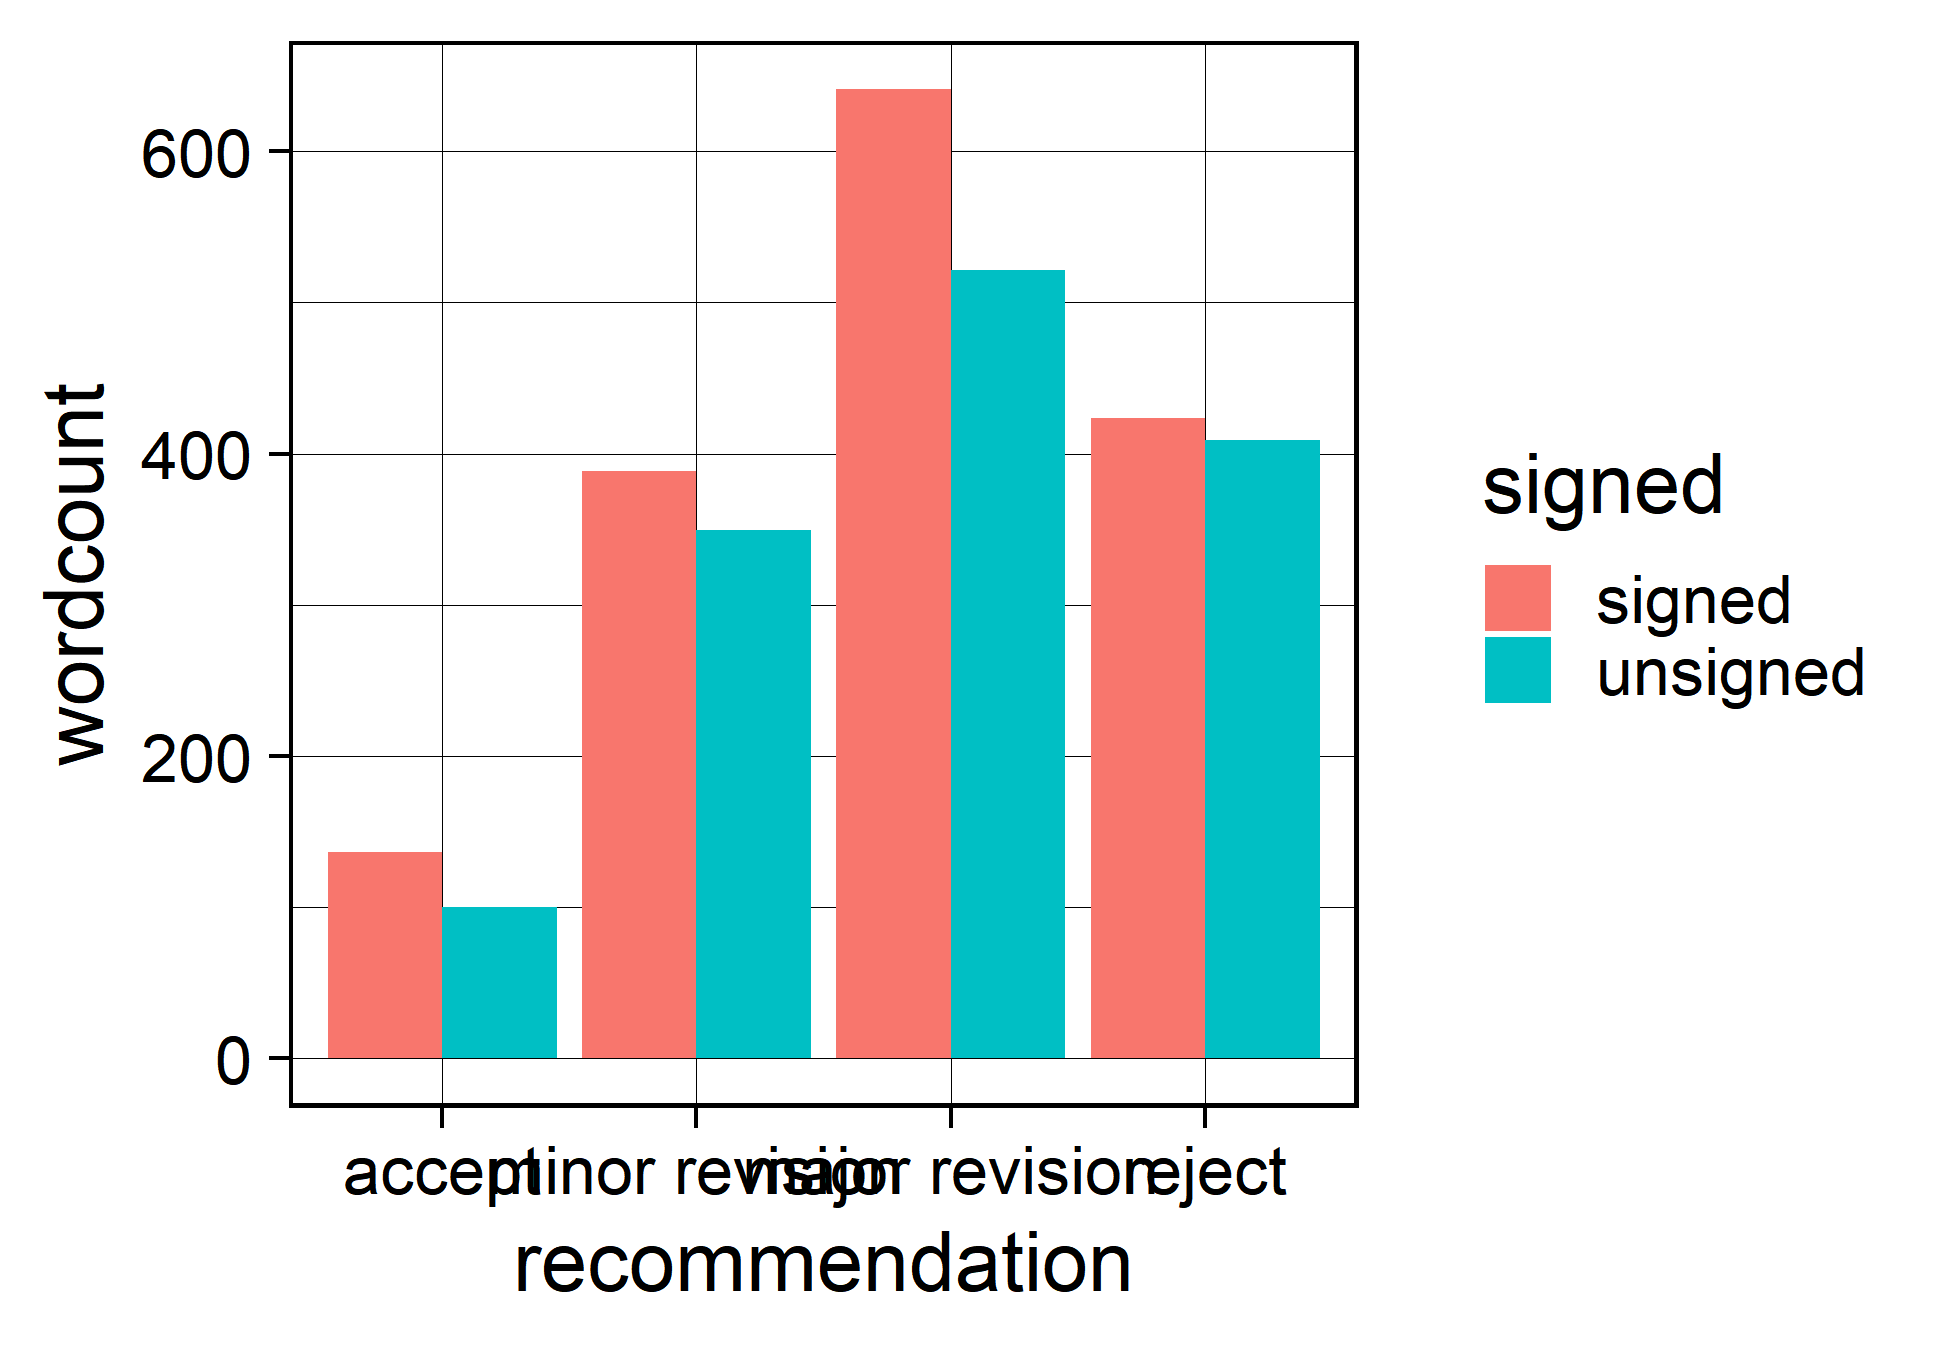 wordcount
600
400
200
0
accept minor revision major revision reject
recommendation
signed
signed
unsigned